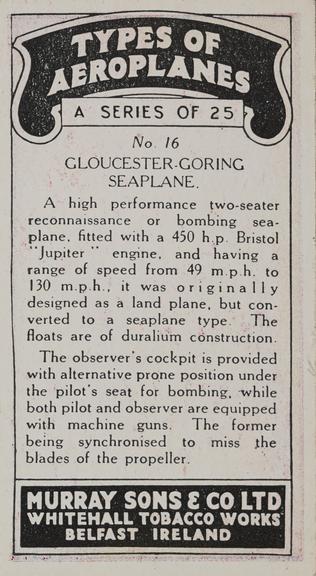 TYPES OF
AEROPLANES
A SERIES OF 25
No. 16
GLOUCESTER-GORING
SEAPLANE.
A high performance two-seater
reconnaissance or bombing sea-
plane, fitted with a 450 h.p. Bristol
"Jupiter" engine, and having a
range of speed from 49 m.p.h. to
130 m.p.h., it was originally
designed as a land plane, but con-
verted to a seaplane type. The
floats are of duralium construction.
The observer's cockpit is provided
with alternative prone position under
the pilot's seat for bombing, while
both pilot and observer are equipped
with machine guns. The former
being synchronised to miss the
blades of the propeller.
MURRAY SONS & CO LTD
WHITEHALL TOBACCO WORKS
BELFAST IRELAND